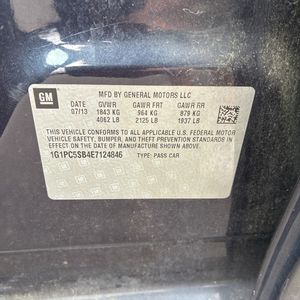 GM
MFD BY GENERAL MOTORS LLC
DATE GVWR GAWR FRT GAWR RR
07/13 1843 KG 964 KG 879 KG
4062 LB 2125 LB 1937 LB
THIS VEHICLE CONFORMS TO ALL APPLICABLE U.S. FEDERAL MOTOR
VEHICLE SAFETY, BUMPER, AND THEFT PREVENTION STANDARDS IN
EFFECT ON THE DATE OF MANUFACTURE SHOWN ABOVE.
1G1PC5SB4E7124846 TYPE: PASS CAR